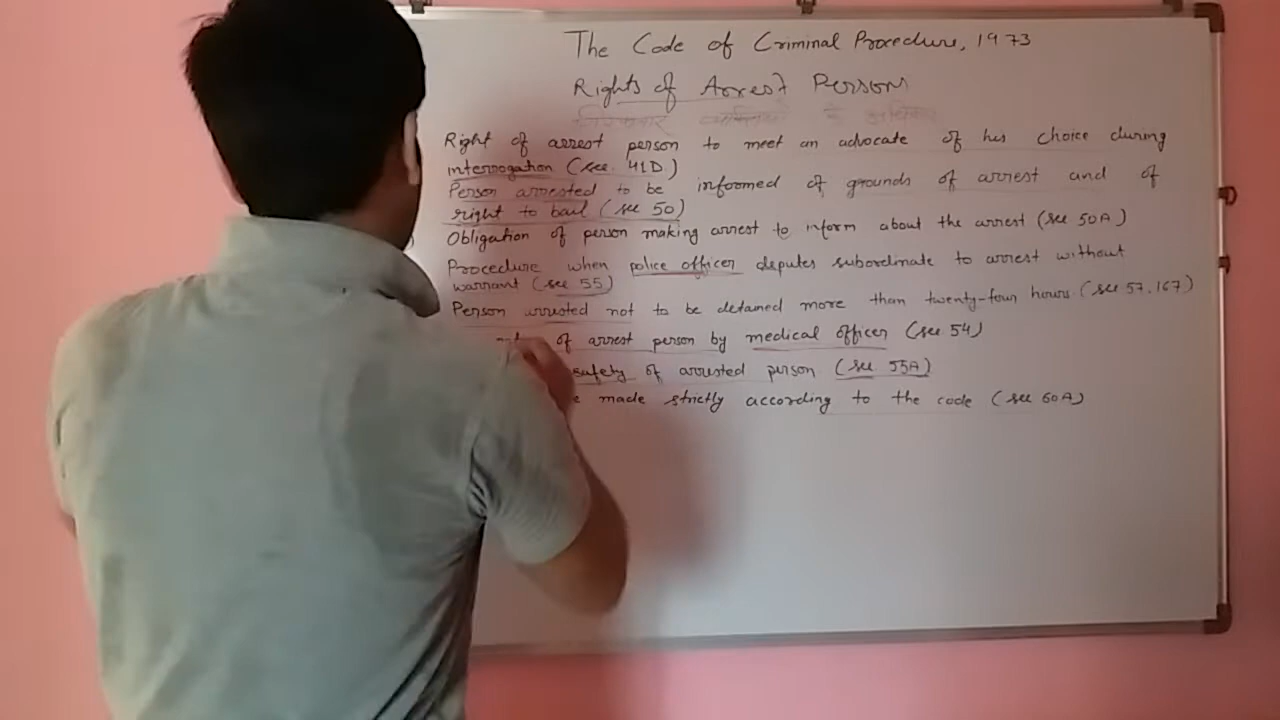 The Code of Criminal Procedure, 1973
Rights of Arrest Person
के अधिकार
Right of arrest person to meet an advocate of his choice during
interrogation (sec. 41D)
Person arrested to be informed of grounds of arrest and of
right to bail (sec 50)
Obligation of person making arrest to inform about the arrest (sec 50A)
Procedure when police officer deputes subordinate to arrest without
warrant (sec 55)
Person arrested not to be detained more than twenty-four hours. (sec 57,167)
of arrest person by medical officer (sec 54)
safety of arrested person (sec. 55A)
made strictly according to the code (sec 60A)